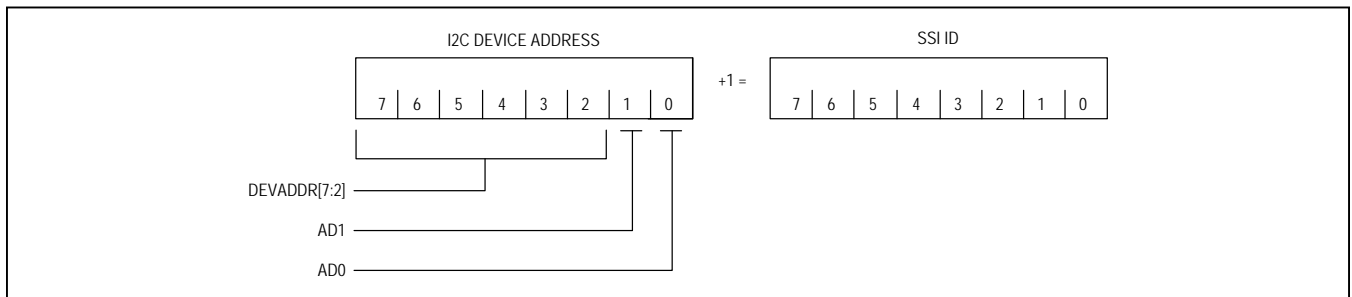 I2C DEVICE ADDRESS
SSI ID
+1 =
7 6 5 4 3 2 1 0
7 6 5 4 3 2 1 0
DEVADDR[7:2]
AD1
AD0